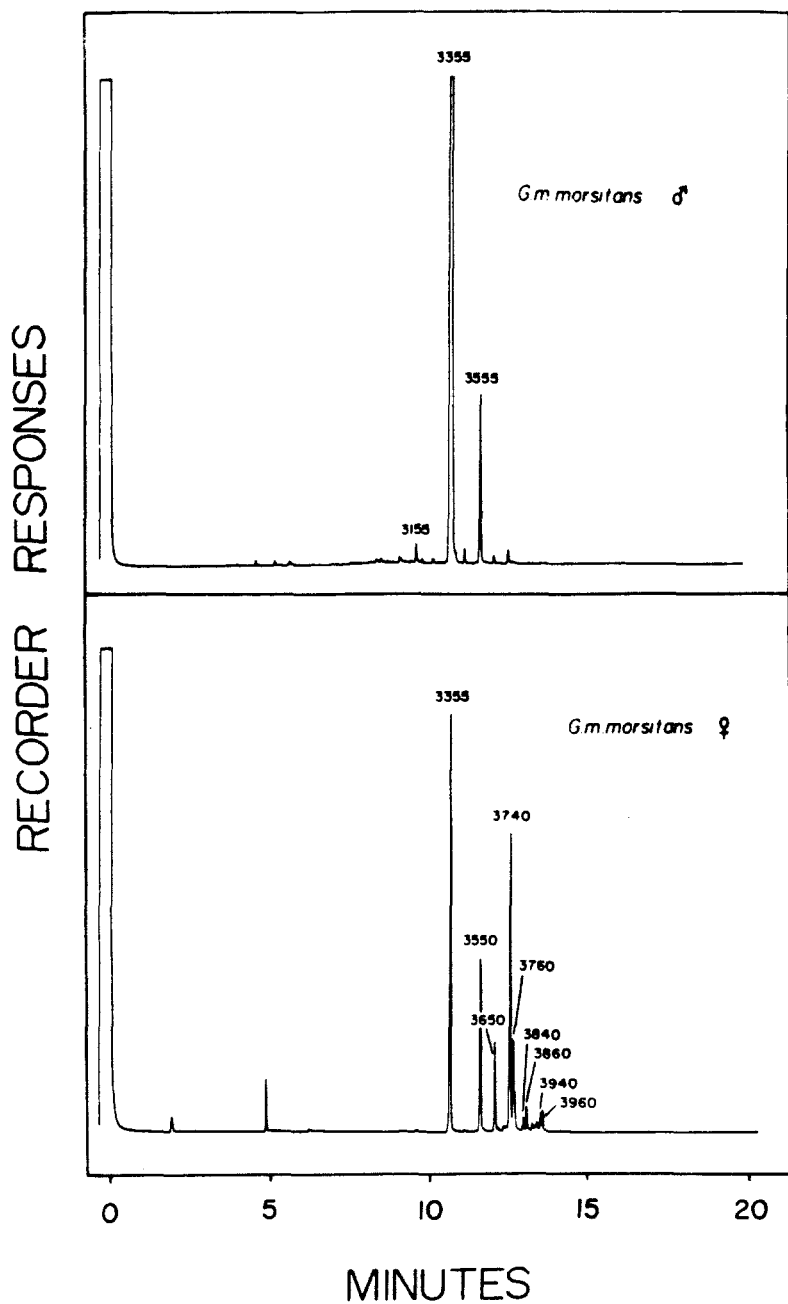 RECORDER RESPONSES
3355
G.m.morsitans ♂
3555
3155
3355
G.m.morsitans ♀
3740
3550
3760
3650
3840
3860
3940
3960
0 5 10 15 20
MINUTES